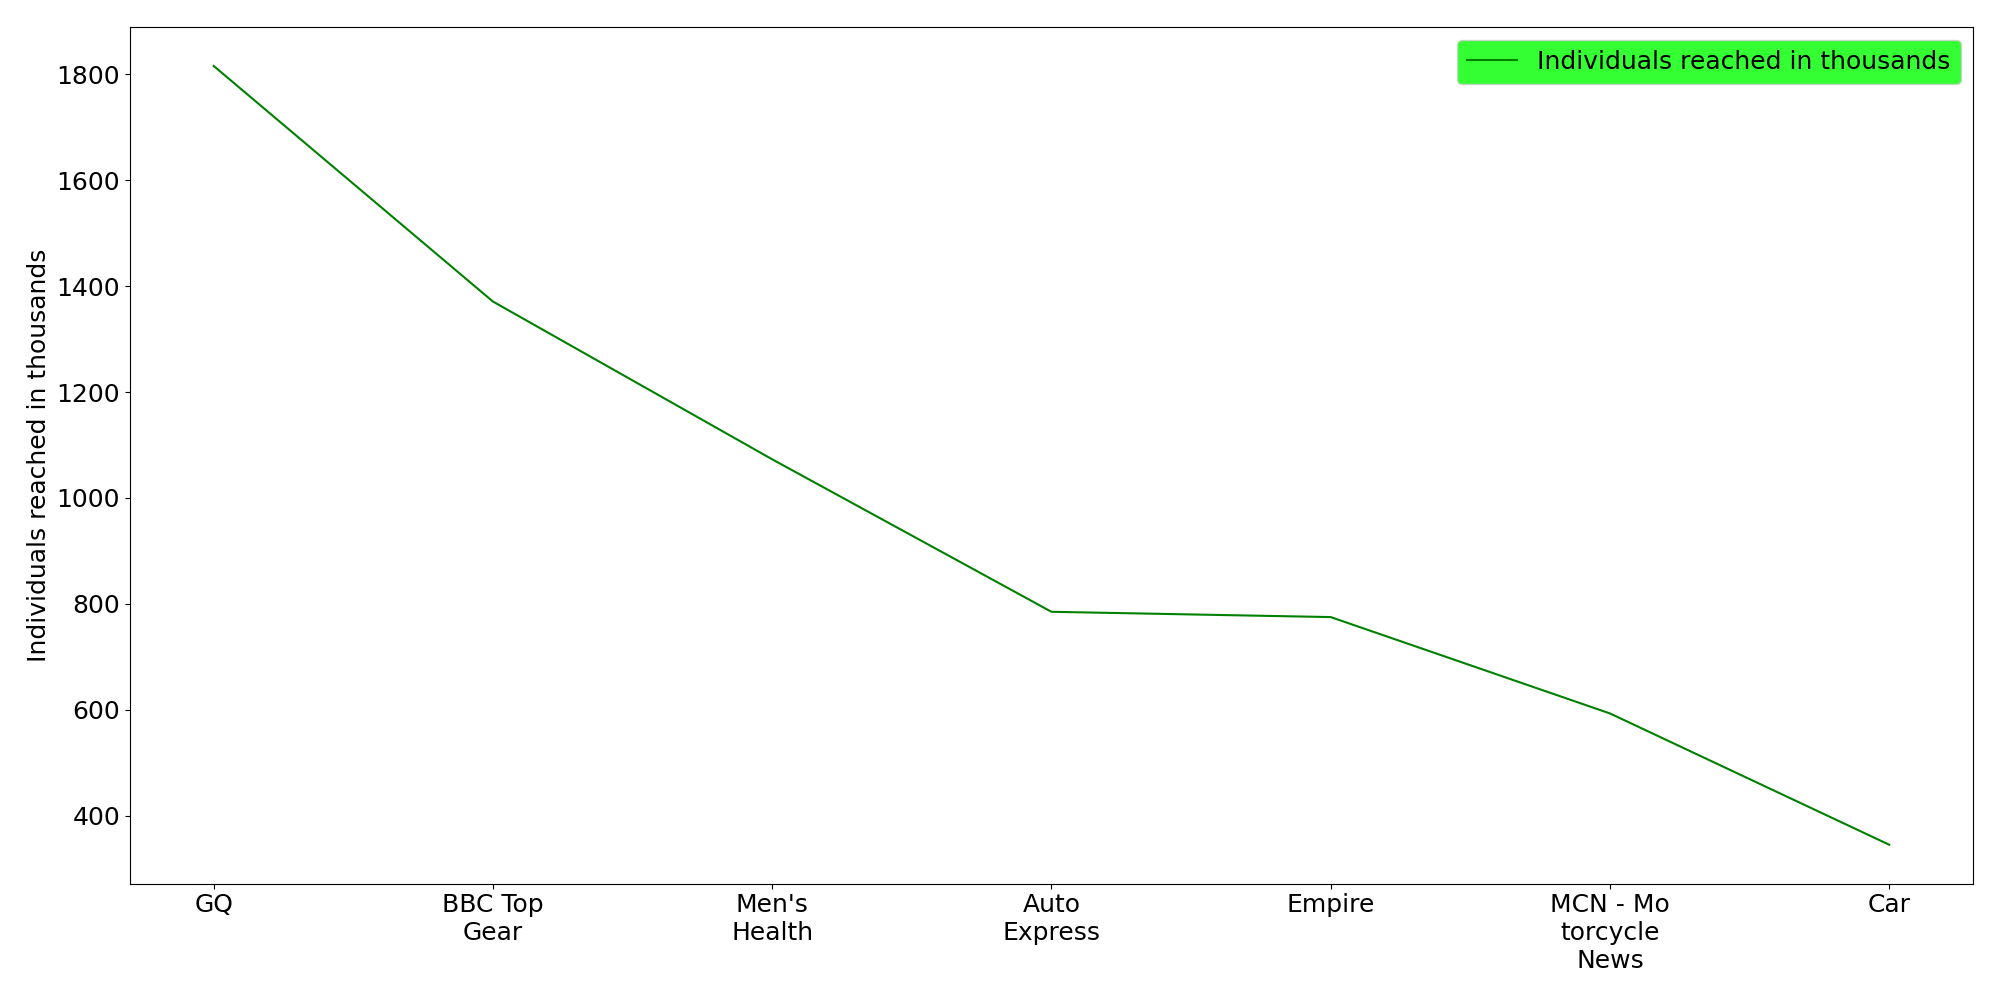 Individuals reached in thousands
1800
1600
1400
1200
1000
800
600
400
Individuals reached in thousands
GQ
BBC Top
Gear
Men's
Health
Auto
Express
Empire
MCN - Mo
torcycle
News
Car